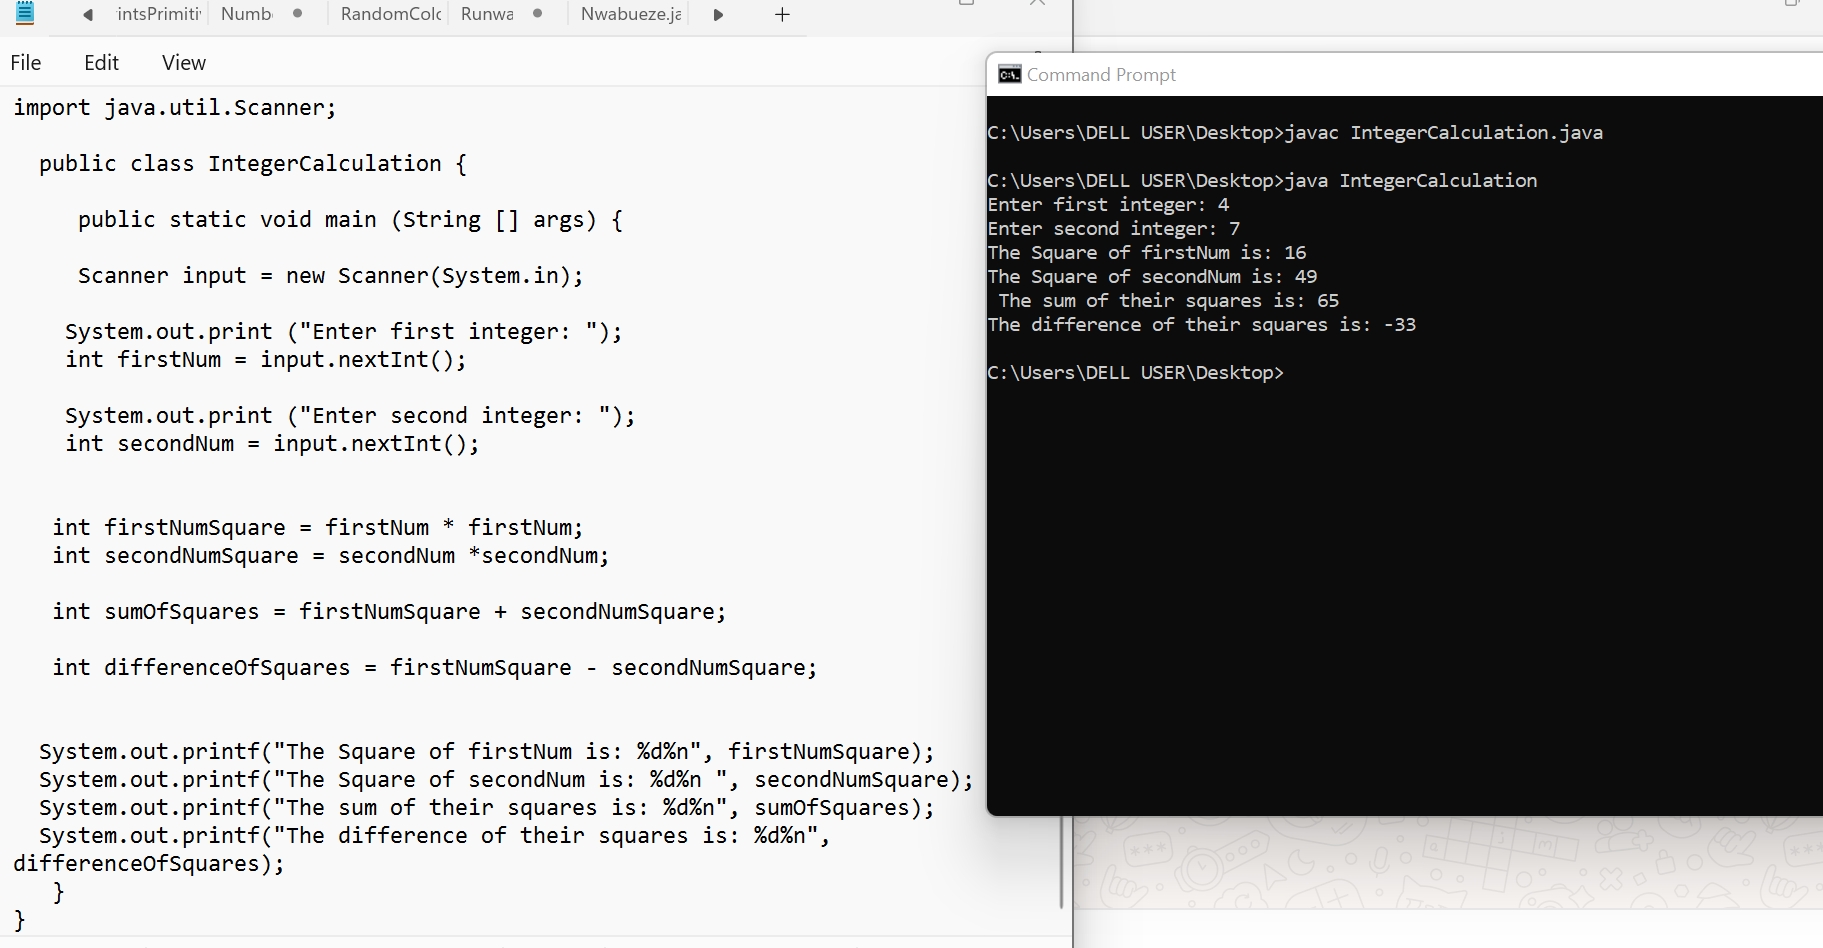 intsPrimiti
Numb
RandomColo
Runwa
Nwabueze.ja
File Edit View
import java.util.Scanner;
public class IntegerCalculation {
public static void main (String [] args) {
Scanner input = new Scanner(System.in);
System.out.print ("Enter first integer: ");
int firstNum = input.nextInt();
System.out.print ("Enter second integer: ");
int secondNum = input.nextInt();
int firstNumSquare = firstNum * firstNum;
int secondNumSquare = secondNum *secondNum;
int sumOfSquares = firstNumSquare + secondNumSquare;
int differenceOfSquares = firstNumSquare - secondNumSquare;
System.out.printf("The Square of firstNum is: %d%n", firstNumSquare);
System.out.printf("The Square of secondNum is: %d%n ", secondNumSquare);
System.out.printf("The sum of their squares is: %d%n", sumOfSquares);
System.out.printf("The difference of their squares is: %d%n",
differenceOfSquares);
}
}
Command Prompt
C:\Users\DELL USER\Desktop>javac IntegerCalculation.java
C:\Users\DELL USER\Desktop>java IntegerCalculation
Enter first integer: 4
Enter second integer: 7
The Square of firstNum is: 16
The Square of secondNum is: 49
The sum of their squares is: 65
The difference of their squares is: -33
C:\Users\DELL USER\Desktop>